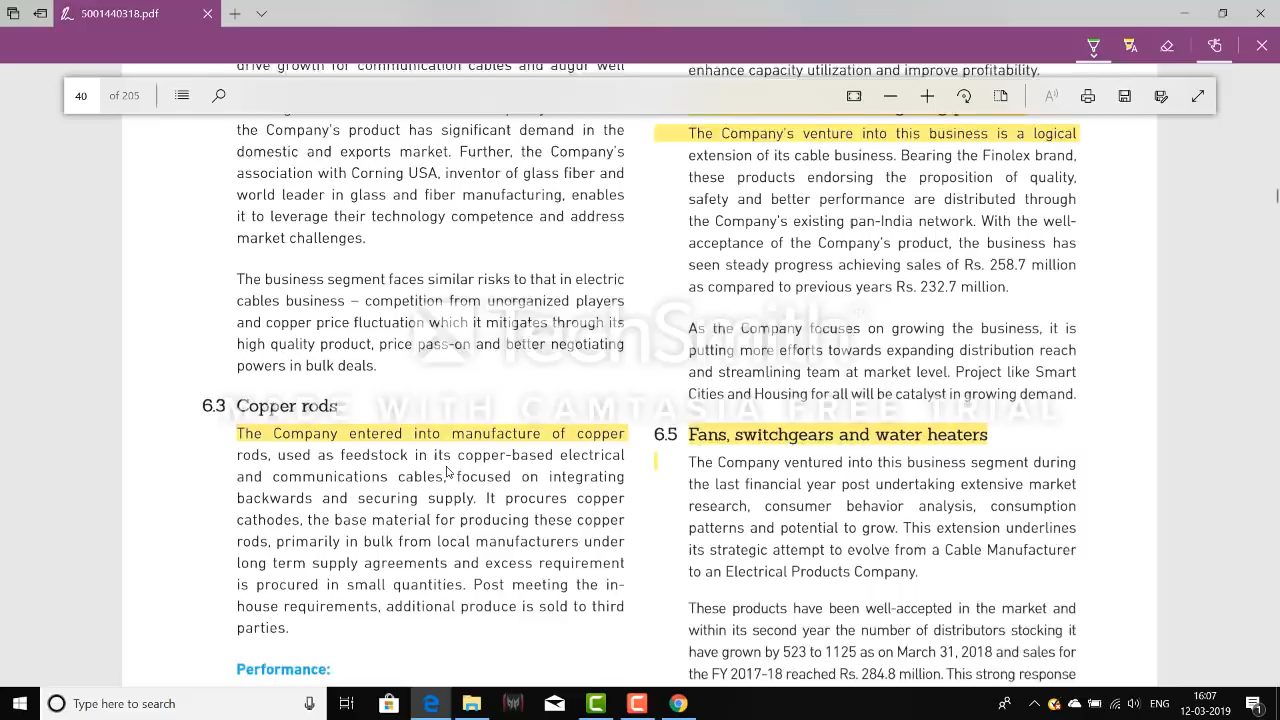 5001440318.pdf
40 of 205
drive growth for communication cables and augur well
the Company's product has significant demand in the
domestic and exports market. Further, the Company's
association with Corning USA, inventor of glass fiber and
world leader in glass and fiber manufacturing, enables
it to leverage their technology competence and address
market challenges.
The business segment faces similar risks to that in electric
cables business – competition from unorganized players
and copper price fluctuation which it mitigates through its
high quality product, price pass-on and better negotiating
powers in bulk deals.
6.3 Copper rods
The Company entered into manufacture of copper
rods, used as feedstock in its copper-based electrical
and communications cables, focused on integrating
backwards and securing supply. It procures copper
cathodes, the base material for producing these copper
rods, primarily in bulk from local manufacturers under
long term supply agreements and excess requirement
is procured in small quantities. Post meeting the in-
house requirements, additional produce is sold to third
parties.
Performance:
enhance capacity utilization and improve profitability.
The Company's venture into this business is a logical
extension of its cable business. Bearing the Finolex brand,
these products endorsing the proposition of quality,
safety and better performance are distributed through
the Company's existing pan-India network. With the well-
acceptance of the Company's product, the business has
seen steady progress achieving sales of Rs. 258.7 million
as compared to previous years Rs. 232.7 million.
As the Company focuses on growing the business, it is
putting more efforts towards expanding distribution reach
and streamlining team at market level. Project like Smart
Cities and Housing for all will be catalyst in growing demand.
6.5 Fans, switchgears and water heaters
The Company ventured into this business segment during
the last financial year post undertaking extensive market
research, consumer behavior analysis, consumption
patterns and potential to grow. This extension underlines
its strategic attempt to evolve from a Cable Manufacturer
to an Electrical Products Company.
These products have been well-accepted in the market and
within its second year the number of distributors stocking it
have grown by 523 to 1125 as on March 31, 2018 and sales for
the FY 2017-18 reached Rs. 284.8 million. This strong response
TechSmith
MADE WITH CAMTASIA FREE TRIAL
Type here to search
ENG
16:07
12-03-2019